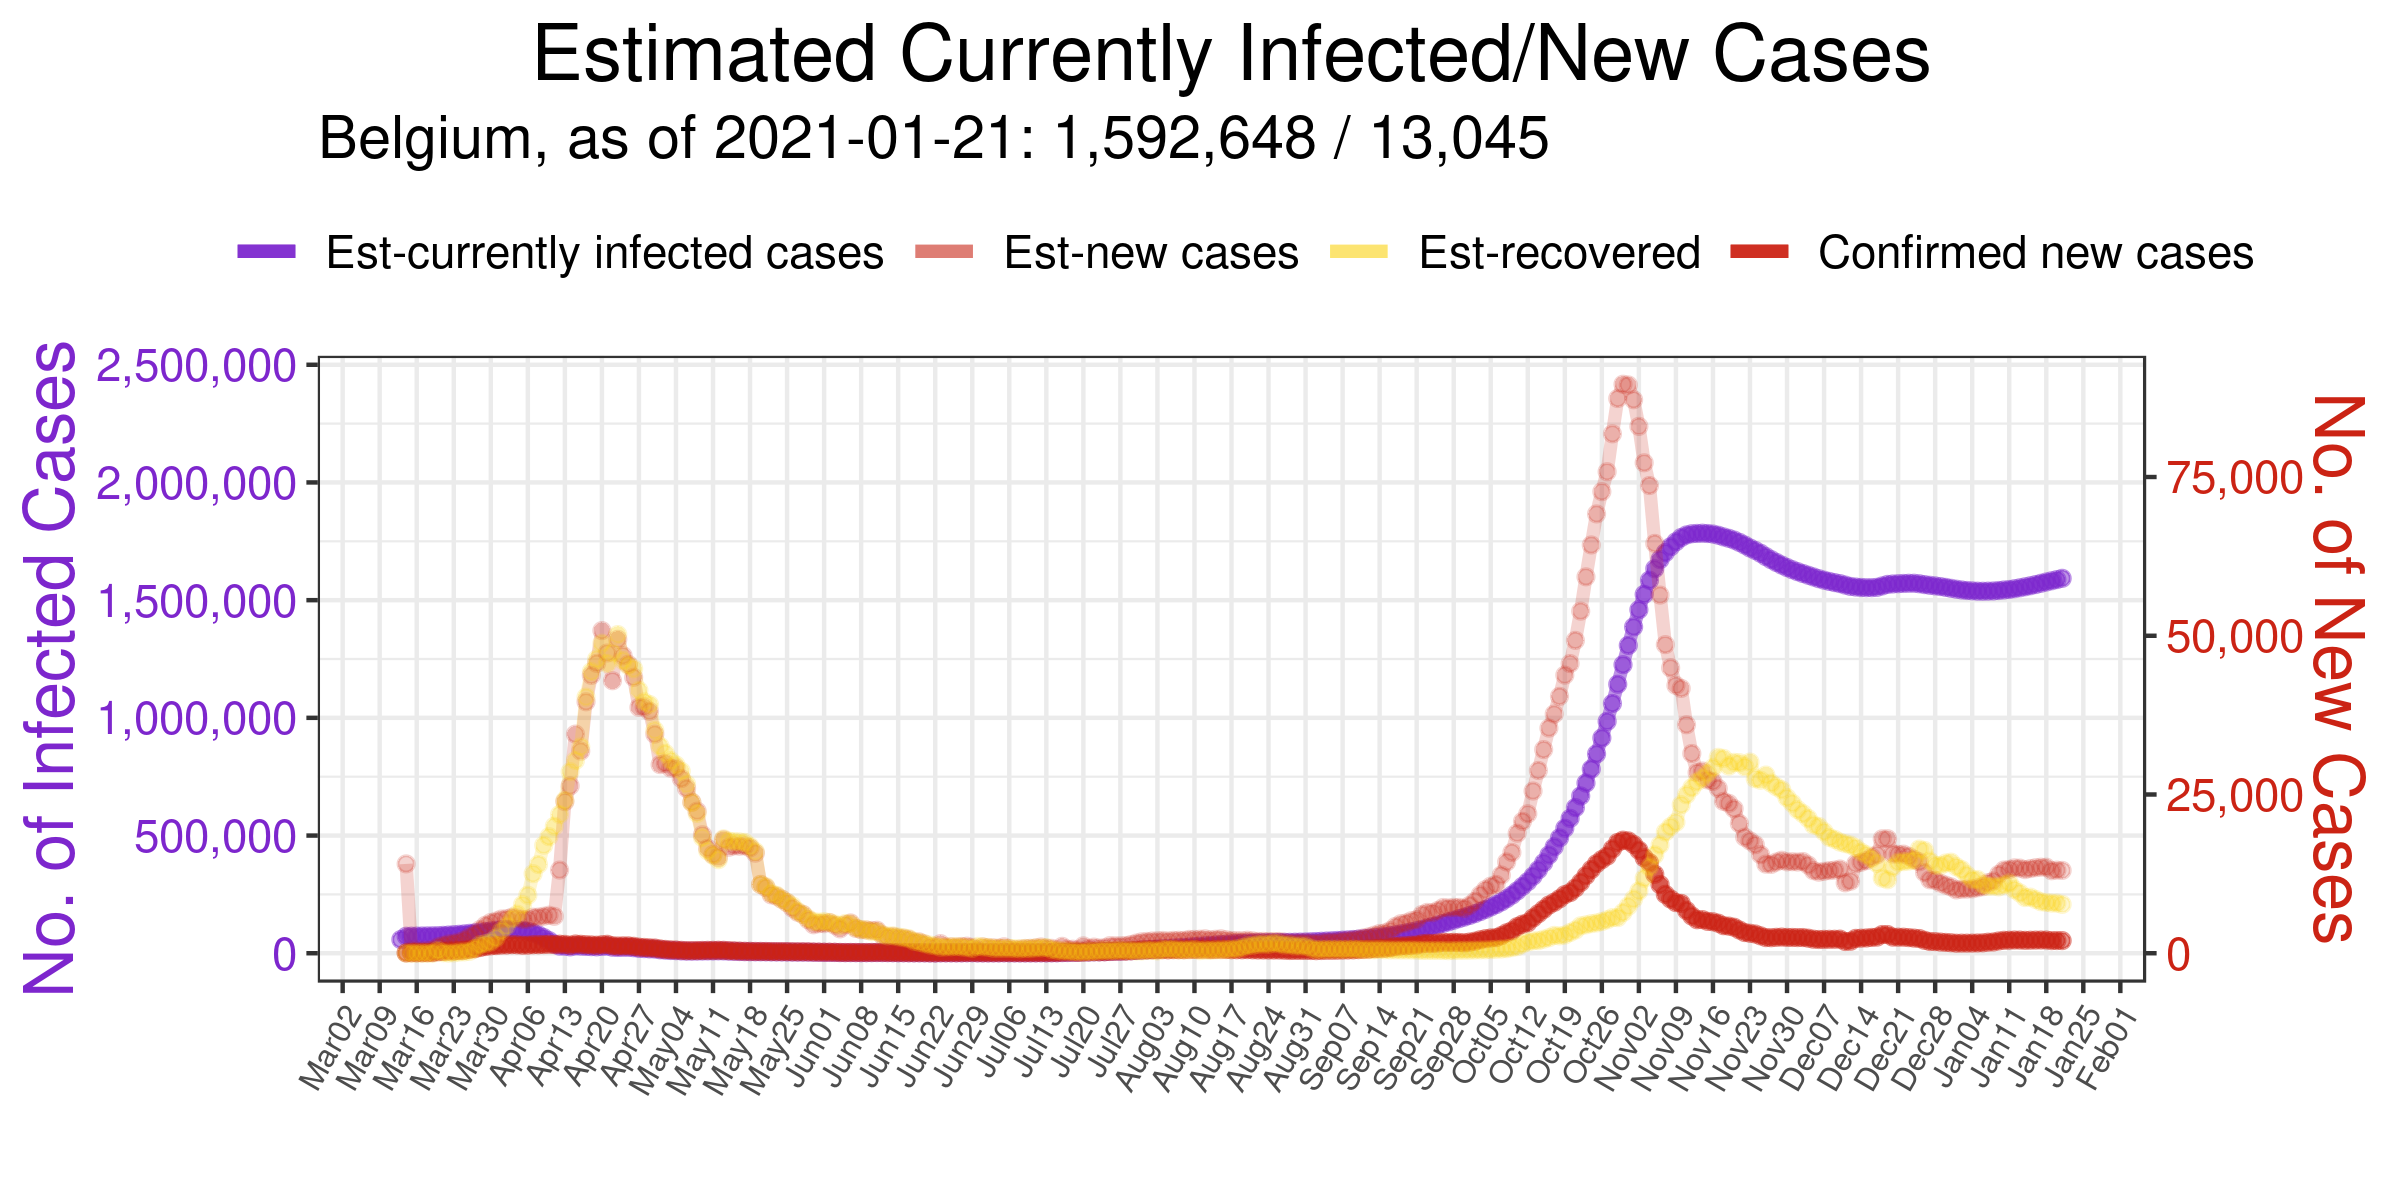 Estimated Currently Infected/New Cases
Belgium, as of 2021-01-21: 1,592,648 / 13,045
Est-currently infected cases Est-new cases Est-recovered Confirmed new cases
No. of Infected Cases
2,500,000
2,000,000
1,500,000
1,000,000
500,000
0
75,000
50,000
25,000
0
No. of New Cases
Mar02 Mar09 Mar16 Mar23 Mar30 Apr06 Apr13 Apr20 Apr27 May04 May11 May18 May25 Jun01 Jun08 Jun15 Jun22 Jun29 Jul06 Jul13 Jul20 Jul27 Aug03 Aug10 Aug17 Aug24 Aug31 Sep07 Sep14 Sep21 Sep28 Oct05 Oct12 Oct19 Oct26 Nov02 Nov09 Nov16 Nov23 Nov30 Dec07 Dec14 Dec21 Dec28 Jan04 Jan11 Jan18 Jan25 Feb01